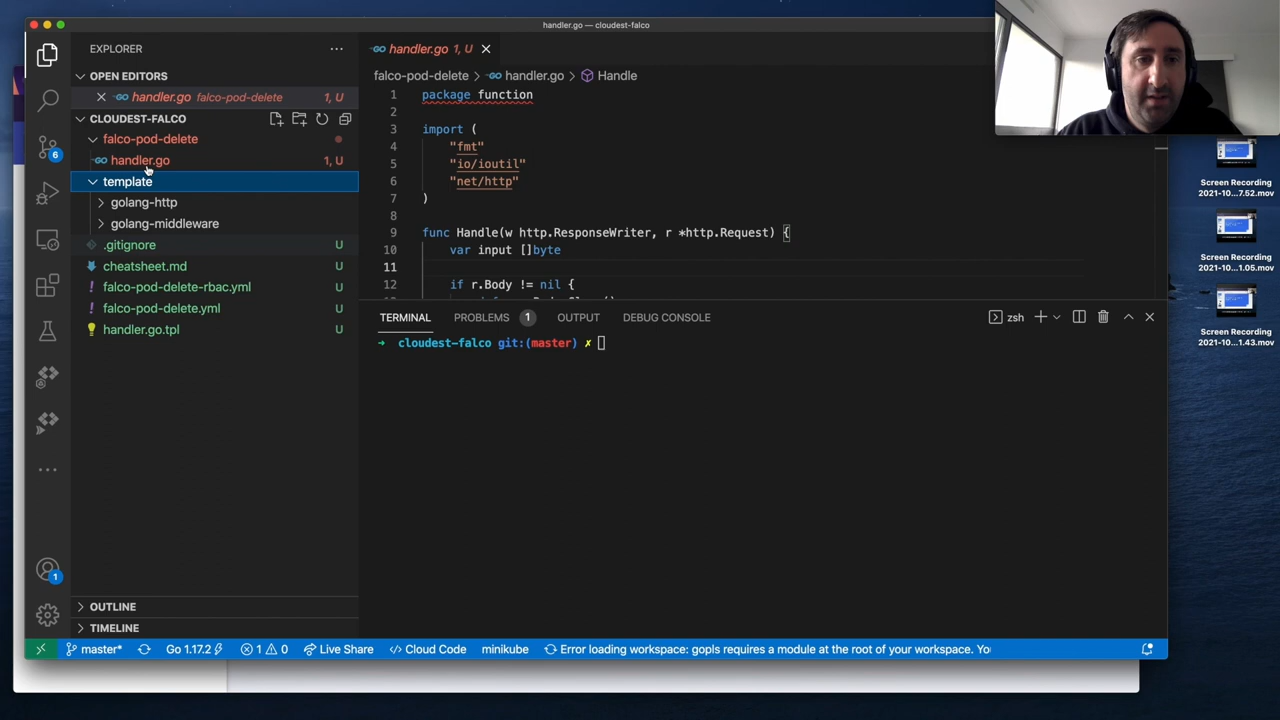 handler.go — cloudest-falco
EXPLORER
OPEN EDITORS
handler.go falco-pod-delete 1, U
CLOUDEST-FALCO
falco-pod-delete
handler.go 1, U
template
golang-http
golang-middleware
.gitignore U
cheatsheet.md U
falco-pod-delete-rbac.yml U
falco-pod-delete.yml U
handler.go.tpl U
OUTLINE
TIMELINE
6
1
handler.go 1, U
falco-pod-delete > handler.go > Handle
1 package function
2
3 import (
4 "fmt"
5 "io/ioutil"
6 "net/http"
7 )
8
9 func Handle(w http.ResponseWriter, r *http.Request) {
10 var input []byte
11
12 if r.Body != nil {
TERMINAL PROBLEMS 1 OUTPUT DEBUG CONSOLE zsh
→ cloudest-falco git:(master) ✗
master* Go 1.17.2 1 0 Live Share Cloud Code minikube Error loading workspace: gopls requires a module at the root of your workspace. Yo
Screen Recording
2021-10...7.52.mov
Screen Recording
2021-10...1.05.mov
Screen Recording
2021-10...1.43.mov